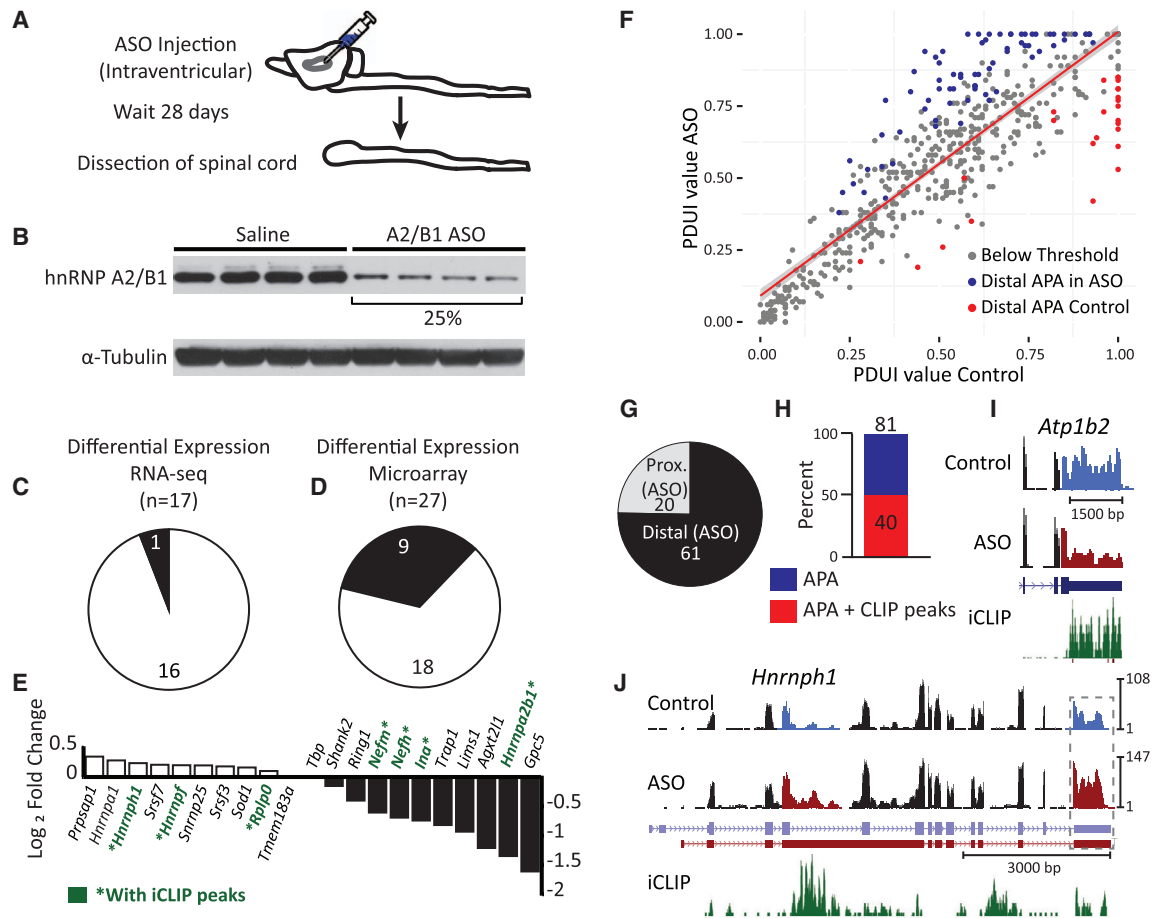 A
ASO Injection
(Intraventricular)
Wait 28 days
Dissection of spinal cord
B
Saline
A2/B1 ASO
hnRNP A2/B1
25%
α-Tubulin
C
Differential Expression
RNA-seq
(n=17)
1
16
D
Differential Expression
Microarray
(n=27)
9
18
E
Log 2 Fold Change
0.5
0
Prpsap1
Hnrnpa1
*Hnrnph1
Srsf7
*Hnrnpf
Snrnp25
Srsf3
Sod1
*Rplp0
Tmem183a
Tbp
Shank2
Ring1
Nefm*
Nefh*
Ina*
Trap1
Lims1
Agxt2l1
Hnrnpa2b1*
Gpc5
-0.5
-1
-1.5
-2
*With iCLIP peaks
F
PDUI value ASO
1.00
0.75
0.50
0.25
0.00
Below Threshold
Distal APA in ASO
Distal APA Control
0.00
0.25
0.50
0.75
1.00
PDUI value Control
G
Prox.
(ASO)
20
Distal (ASO)
61
H
81
Percent
100
50
0
40
APA
APA + CLIP peaks
I
Atp1b2
Control
1500 bp
ASO
iCLIP
J
Hnrnph1
Control
108
1
ASO
147
1
3000 bp
iCLIP